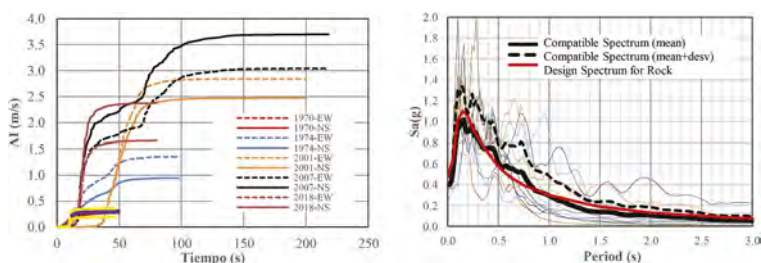 AI (m/s)
4.0
3.5
3.0
2.5
2.0
1.5
1.0
0.5
0.0
0
50
100
150
200
250
Tiempo (s)
1970-EW
1970-NS
1974-EW
1974-NS
2001-EW
2001-NS
2007-EW
2007-NS
2018-EW
2018-NS
Sa(g)
2.0
1.8
1.6
1.4
1.2
1.0
0.8
0.6
0.4
0.2
0.0
0.0
0.5
1.0
1.5
2.0
2.5
3.0
Period (s)
Compatible Spectrum (mean)
Compatible Spectrum (mean+desv)
Design Spectrum for Rock